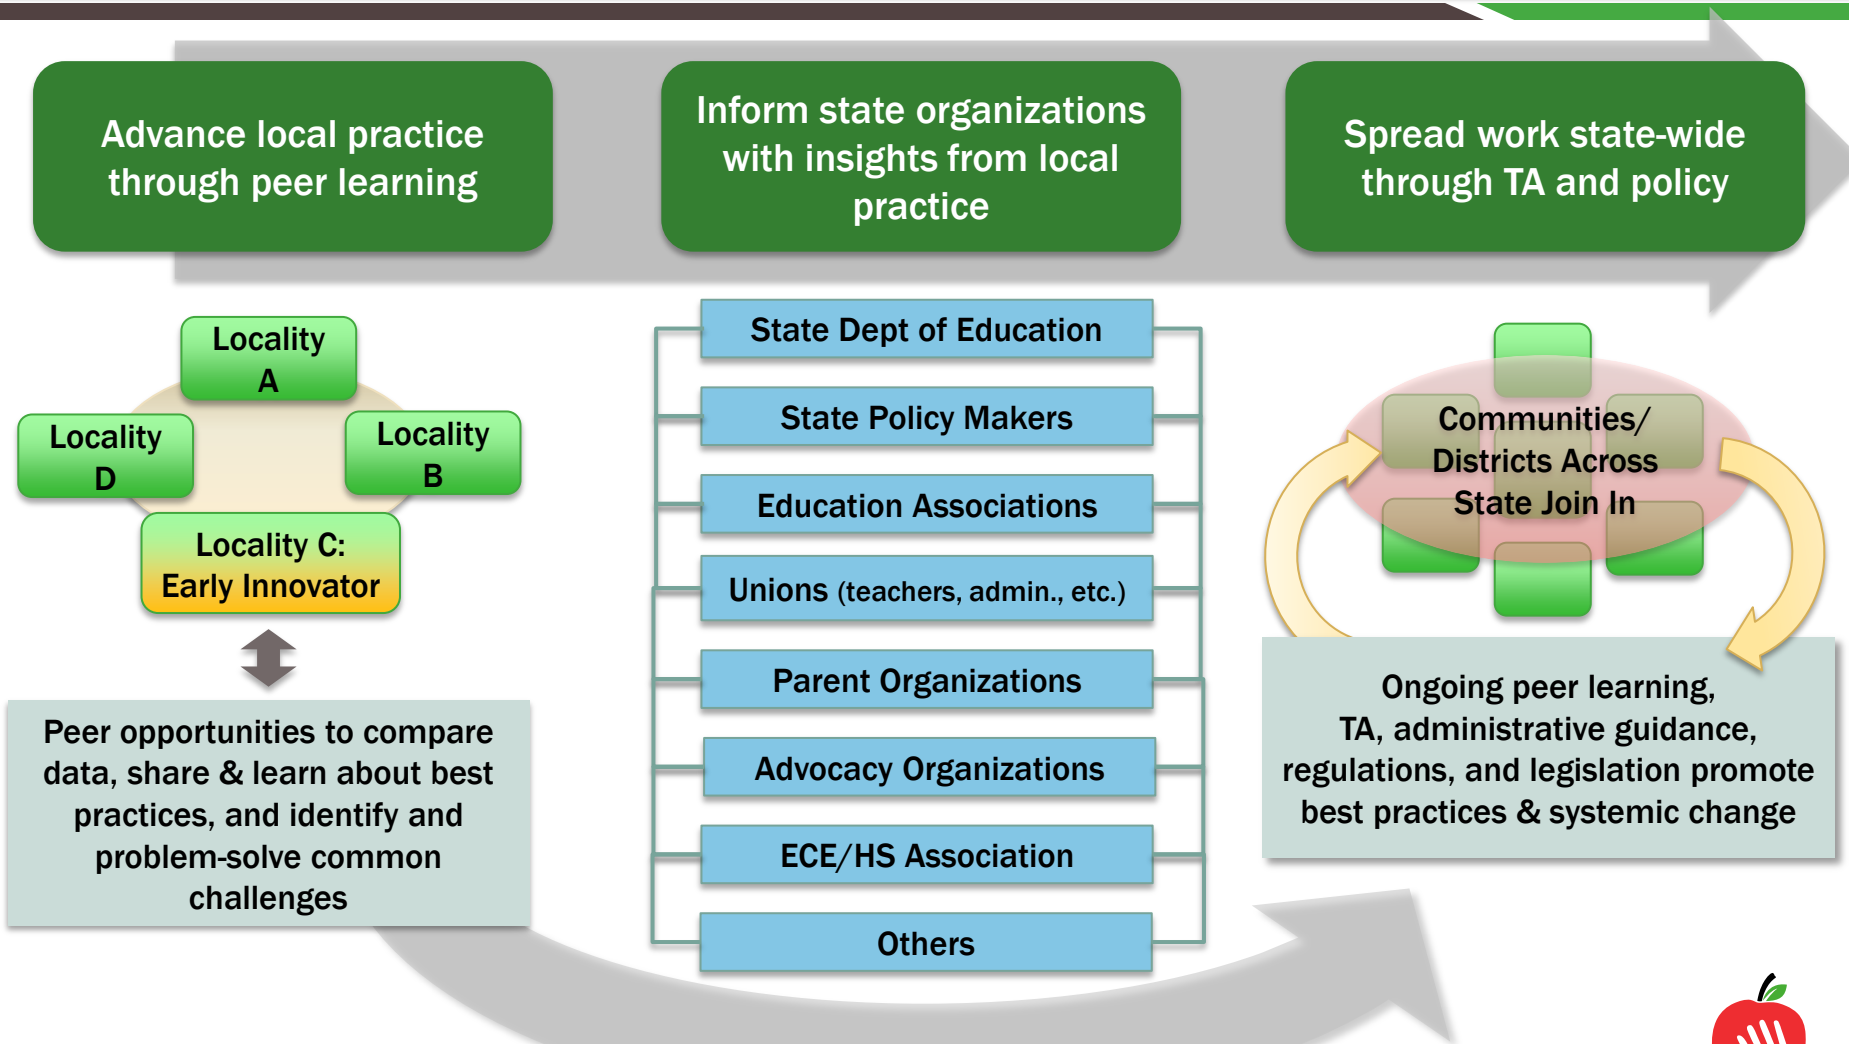 Advance local practice
through peer learning
Inform state organizations
with insights from local
practice
Spread work state-wide
through TA and policy
Locality
A
Locality
D
Locality
B
Locality C:
Early Innovator
Peer opportunities to compare
data, share & learn about best
practices, and identify and
problem-solve common
challenges
State Dept of Education
State Policy Makers
Education Associations
Unions (teachers, admin., etc.)
Parent Organizations
Advocacy Organizations
ECE/HS Association
Others
Communities/
Districts Across
State Join In
Ongoing peer learning,
TA, administrative guidance,
regulations, and legislation promote
best practices & systemic change